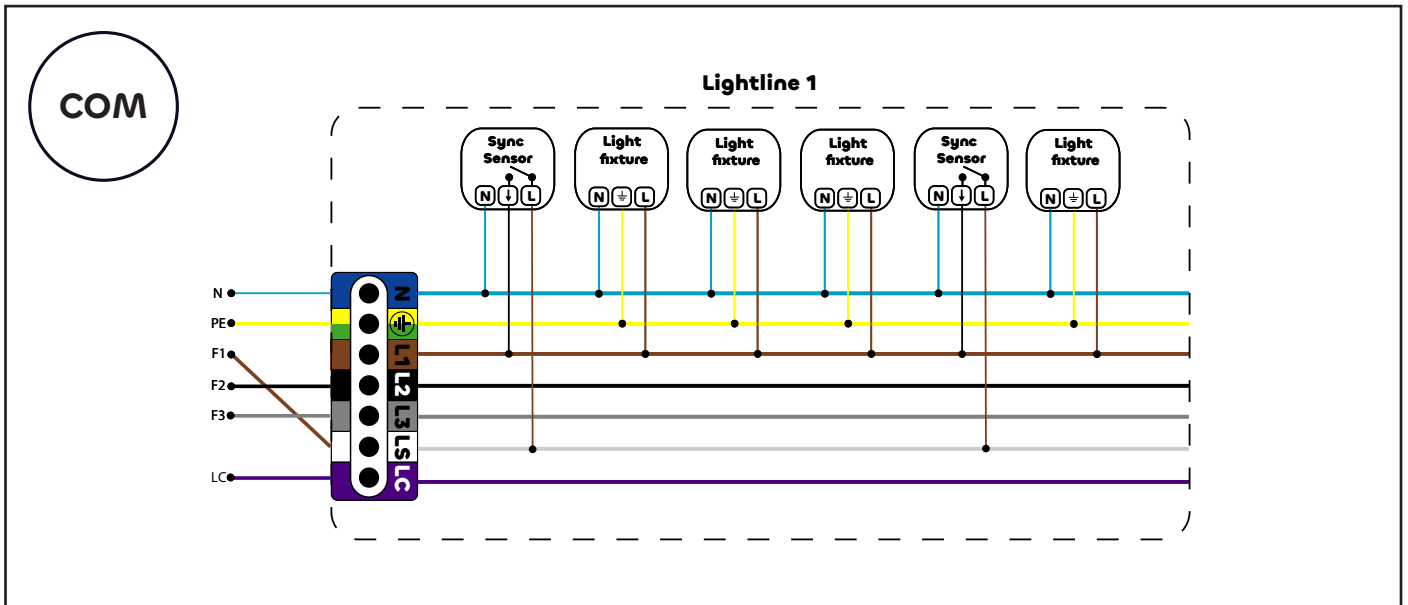 COM
Lightline 1
Sync
Sensor
N ↓ L
Light
fixture
N ⏚ L
Light
fixture
N ⏚ L
Light
fixture
N ⏚ L
Sync
Sensor
N ↓ L
Light
fixture
N ⏚ L
N
PE
F1
F2
F3
LC
N
L1
L2
L3
LS
LC